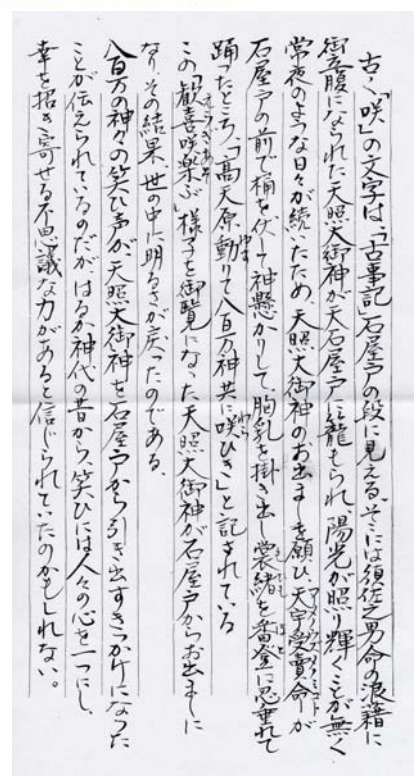 古く「咲」の文字は、「古事記」石屋戸の段に見える。そこには須佐之男命の浪藉に
御立腹になられた天照大御神が天石屋戸に籠もられ、陽光が照り輝くことが無く
常夜のような日々が続いたため、天照大御神のお出ましを願ひ、天宇受賣命が
石屋戸の前で桶を伏して神懸かりして、胸乳を掛き出し裳緒を番登に忍垂れて
踊ったところ、「高天原動りて八百万神共に咲ひき」と記されている
この「歓喜咲楽ぶ」様子を御覧になった天照大御神が石屋戸からお出ましに
なり、その結果、世の中に明るさが戻ったのである。
八百万の神々の笑ひ声が、天照大御神を石屋戸から引き出すきっかけになった
ことが伝えられているのだが、はるか神代の昔から笑ひには人々の心を一つにし、
幸を招き寄せる不思議な力があると信じられていたのかもしれない。